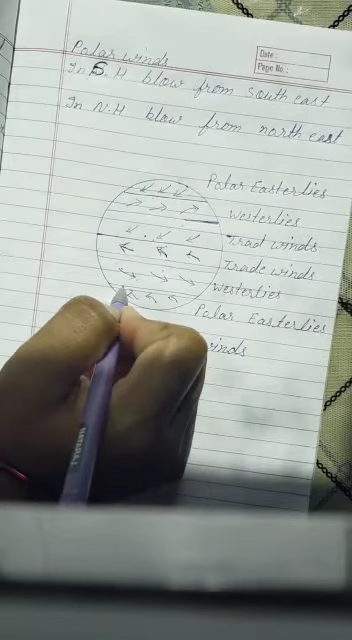 Date :
Page No. :
Polar winds
In S.H blow from south east
In N.H blow from north east
Polar Easterlies
Westerlies
Trad winds
Trade winds
Westerlies
Polar Easterlies
winds